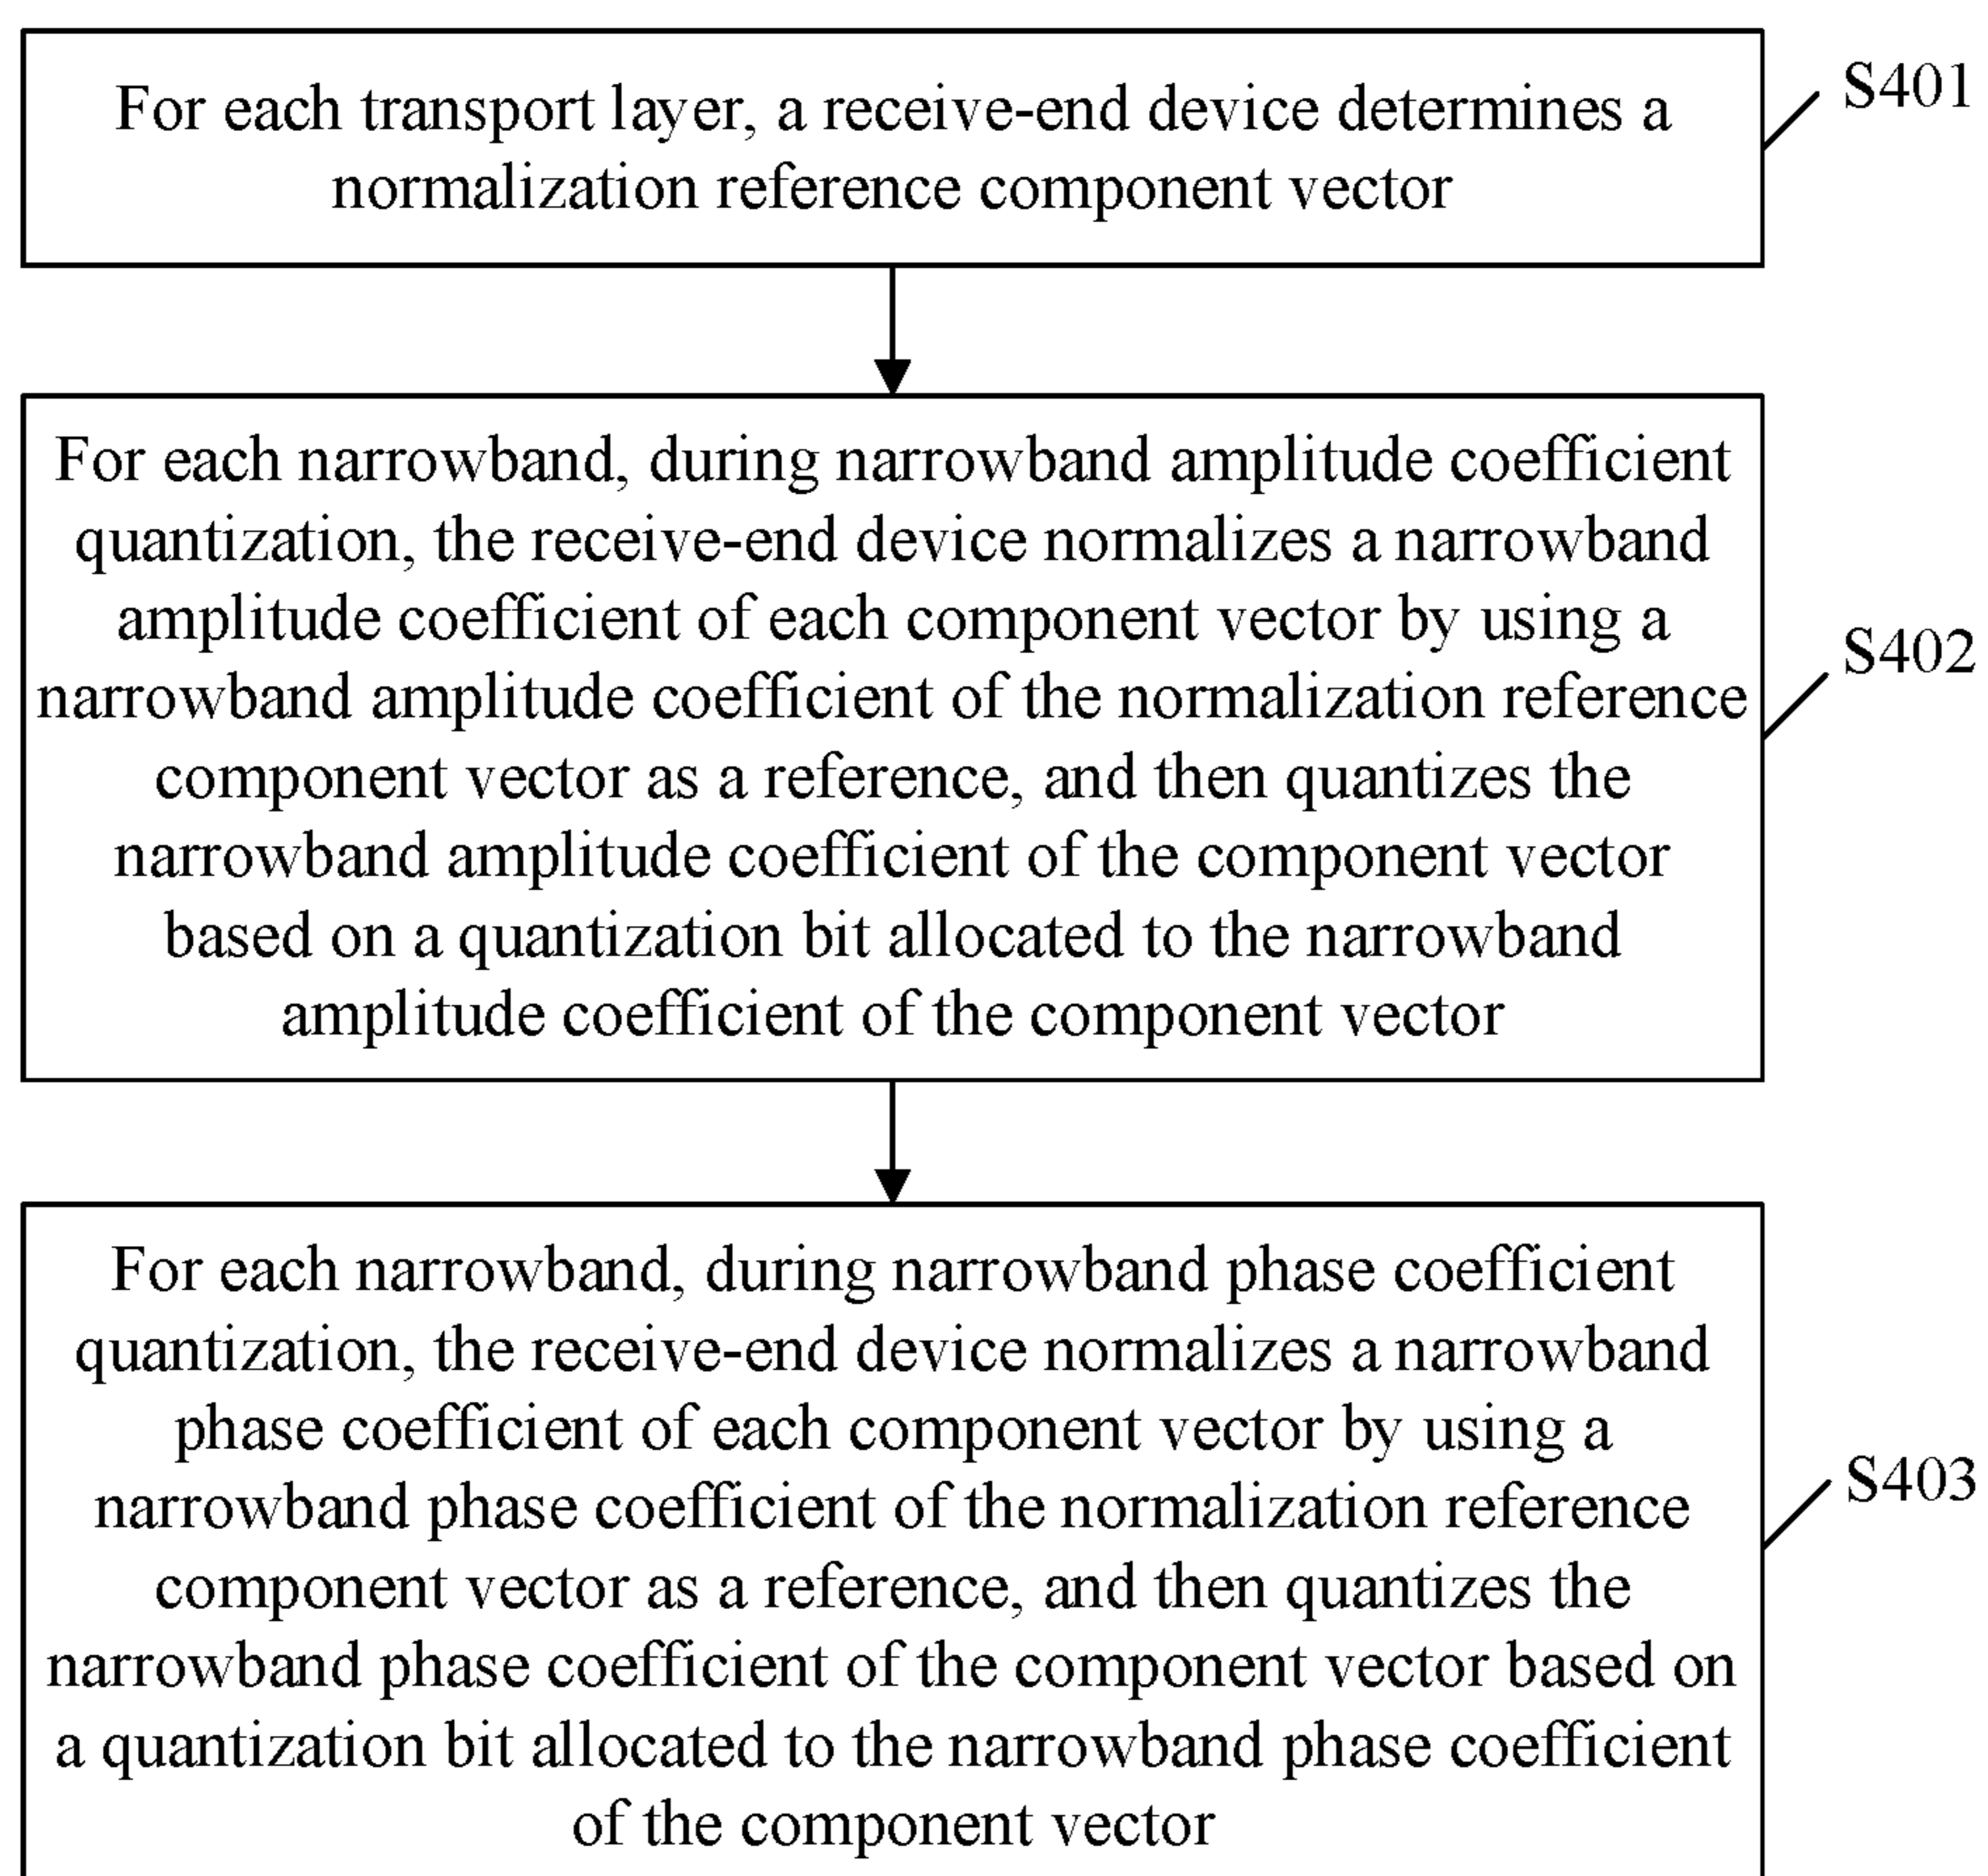 For each transport layer, a receive-end device determines a
normalization reference component vector
S401
For each narrowband, during narrowband amplitude coefficient
quantization, the receive-end device normalizes a narrowband
amplitude coefficient of each component vector by using a
narrowband amplitude coefficient of the normalization reference
component vector as a reference, and then quantizes the
narrowband amplitude coefficient of the component vector
based on a quantization bit allocated to the narrowband
amplitude coefficient of the component vector
S402
For each narrowband, during narrowband phase coefficient
quantization, the receive-end device normalizes a narrowband
phase coefficient of each component vector by using a
narrowband phase coefficient of the normalization reference
component vector as a reference, and then quantizes the
narrowband phase coefficient of the component vector based on
a quantization bit allocated to the narrowband phase coefficient
of the component vector
S403